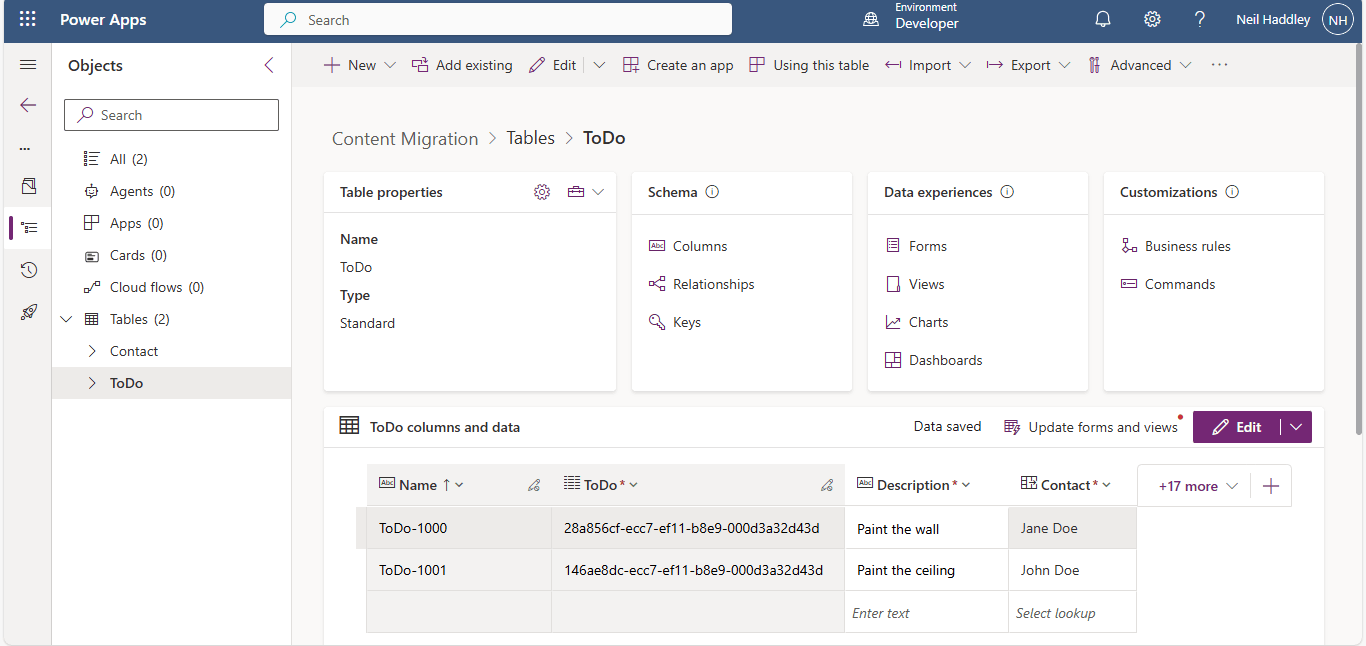 Power Apps
Search
Environment
Developer
Neil Haddley
NH
Objects
Search
...
All (2)
Agents (0)
Apps (0)
Cards (0)
Cloud flows (0)
Tables (2)
Contact
ToDo
New
Add existing
Edit
Create an app
Using this table
Import
Export
Advanced
...
Content Migration > Tables > ToDo
Table properties
Name
ToDo
Type
Standard
Schema
Abc Columns
Relationships
Keys
Data experiences
Forms
Views
Charts
Dashboards
Customizations
Business rules
Commands
ToDo columns and data
Data saved
Update forms and views
Edit
Abc Name ↑ ToDo * Abc Description * Contact * +17 more +
ToDo-1000 28a856cf-ecc7-ef11-b8e9-000d3a32d43d Paint the wall Jane Doe
ToDo-1001 146ae8dc-ecc7-ef11-b8e9-000d3a32d43d Paint the ceiling John Doe
Enter text Select lookup